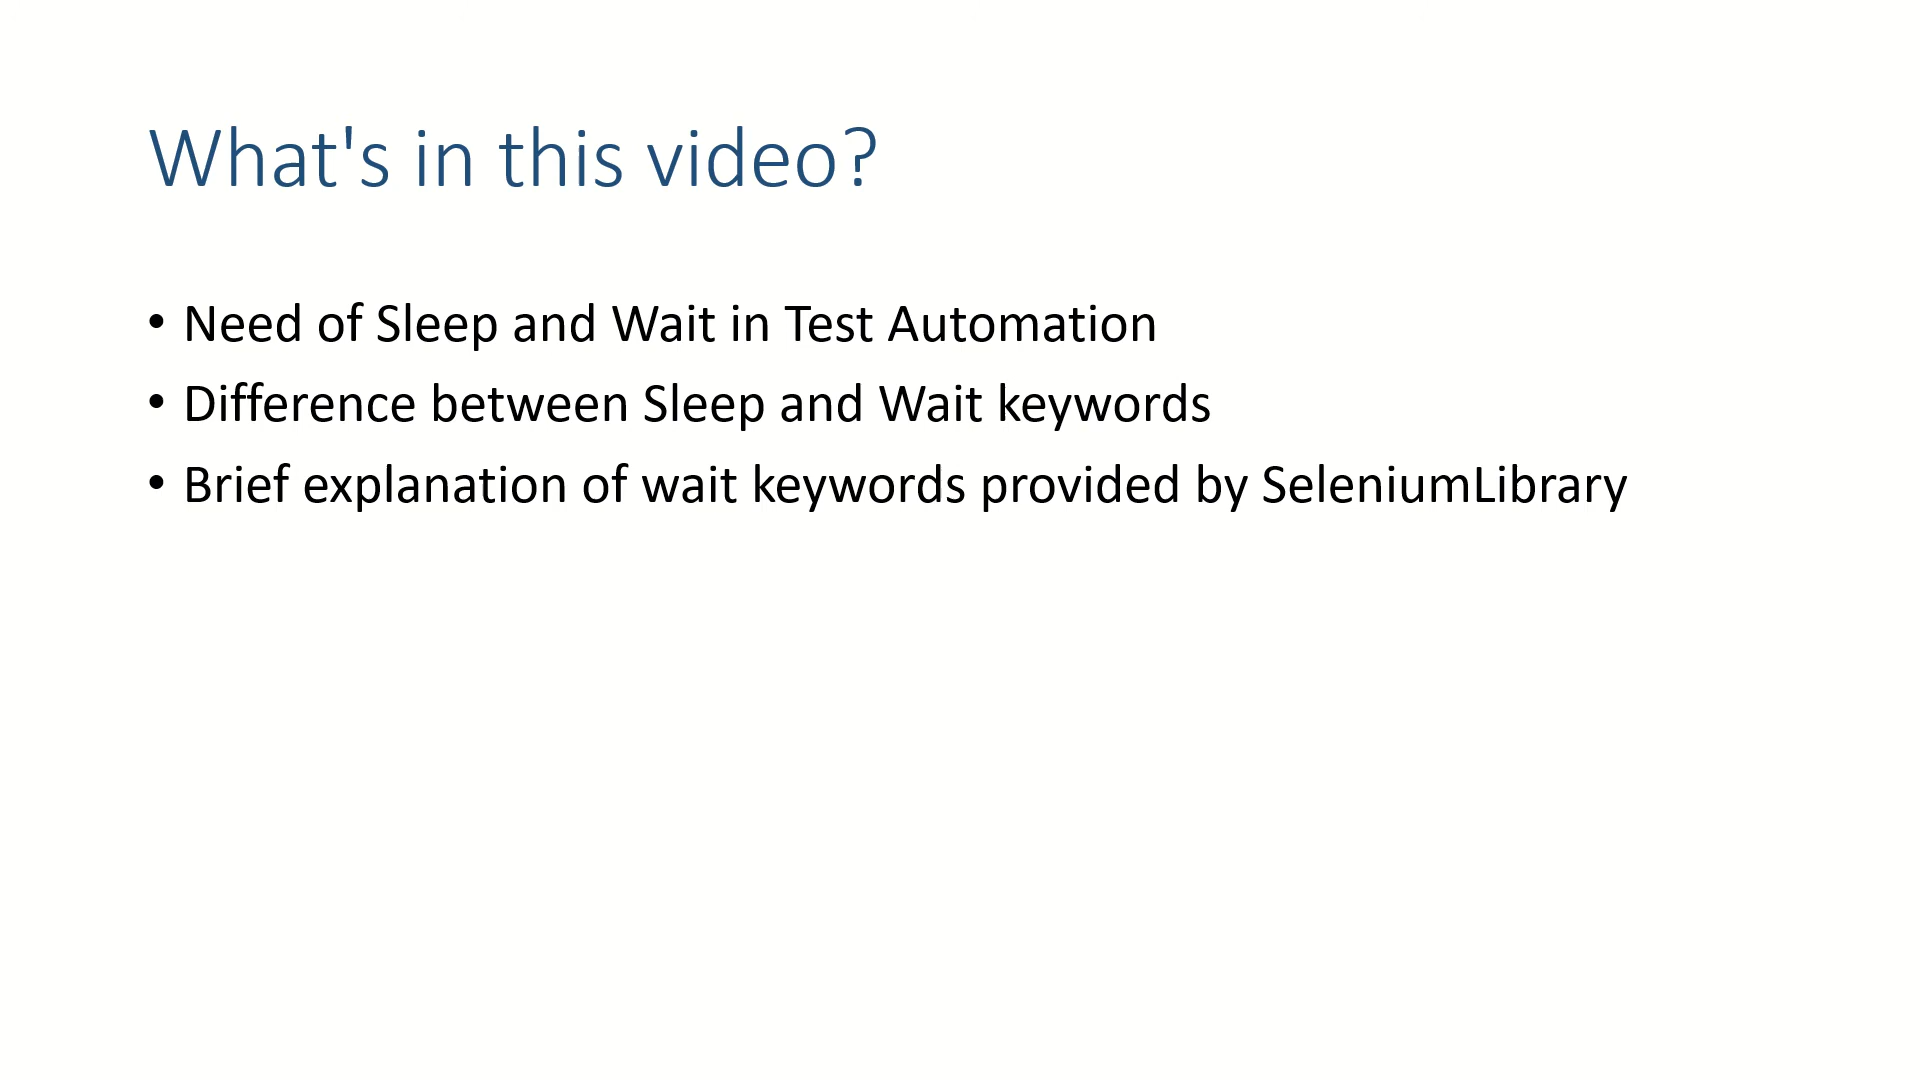 What's in this video?
• Need of Sleep and Wait in Test Automation
• Difference between Sleep and Wait keywords
• Brief explanation of wait keywords provided by SeleniumLibrary